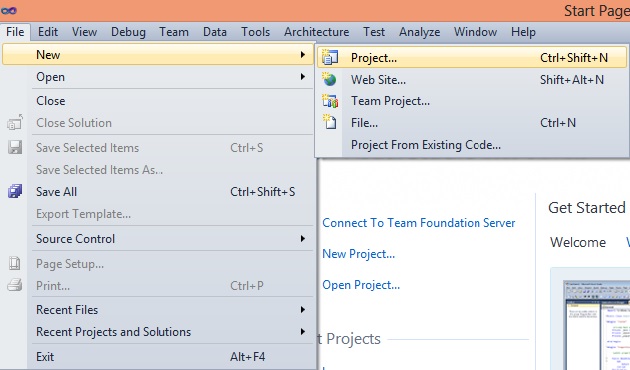 Start Page
File Edit View Debug Team Data Tools Architecture Test Analyze Window Help
New
Open
Close
Close Solution
Save Selected Items Ctrl+S
Save Selected Items As..
Save All Ctrl+Shift+S
Export Template...
Source Control
Page Setup...
Print... Ctrl+P
Recent Files
Recent Projects and Solutions
Exit Alt+F4
Project... Ctrl+Shift+N
Web Site... Shift+Alt+N
Team Project...
File... Ctrl+N
Project From Existing Code...
Connect To Team Foundation Server
New Project...
Open Project...
t Projects
Get Started
Welcome